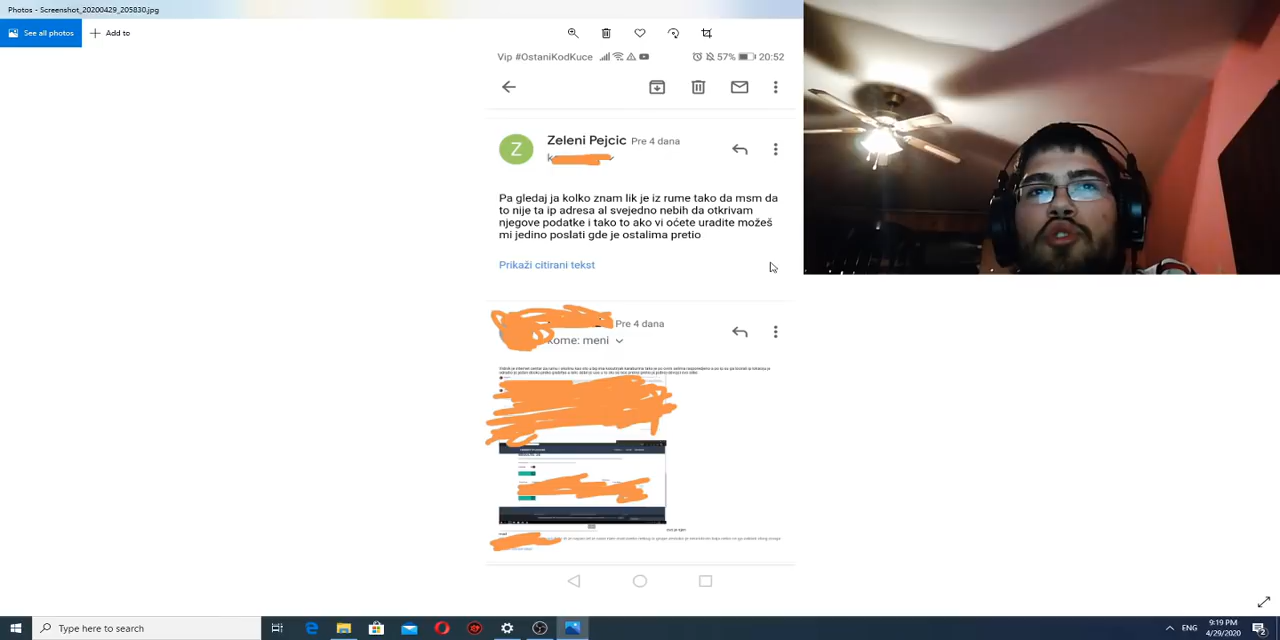 Photos - Screenshot_20200429_205830.jpg
See all photos
Add to
Vip #OstaniKodKuce
57%
20:52
Z
Zeleni Pejcic Pre 4 dana
k
Pa gledaj ja kolko znam lik je iz rume tako da msm da
to nije ta ip adresa al svejedno nebih da otkrivam
njegove podatke i tako to ako vi oćete uradite možeš
mi jedino poslati gde je ostalima pretio
Prikaži citirani tekst
Pre 4 dana
kome: meni
Type here to search
ENG
9:19 PM
4/29/2020
2